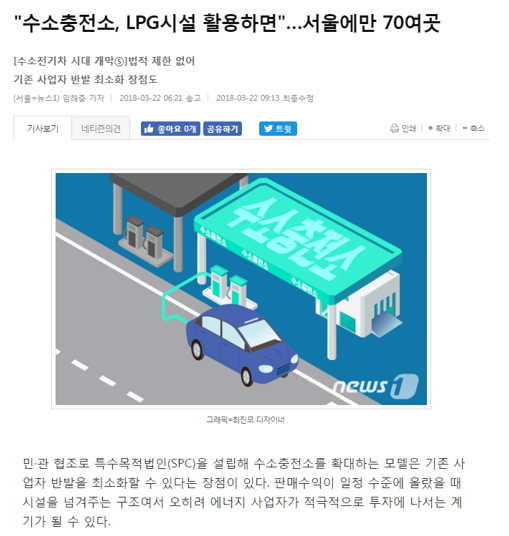 "수소충전소, LPG시설 활용하면"…서울에만 70여곳
[수소전기차 시대 개막⑤]법적 제한 없어
기존 사업자 반발 최소화 장점도
(서울=뉴스1) 임해중 기자 | 2018-03-22 06:21 송고 | 2018-03-22 09:13 최종수정
기사보기 네티즌의견 좋아요 0개 공유하기 트윗 인쇄 + 확대 - 축소
수소충전소
수소충전소
수소충전소
수소충전소
news1
그래픽=최진모 디자이너
민·관 협조로 특수목적법인(SPC)을 설립해 수소충전소를 확대하는 모델은 기존 사
업자 반발을 최소화할 수 있다는 장점이 있다. 판매수익이 일정 수준에 올랐을 때
시설을 넘겨주는 구조여서 오히려 에너지 사업자가 적극적으로 투자에 나서는 계
기가 될 수 있다.